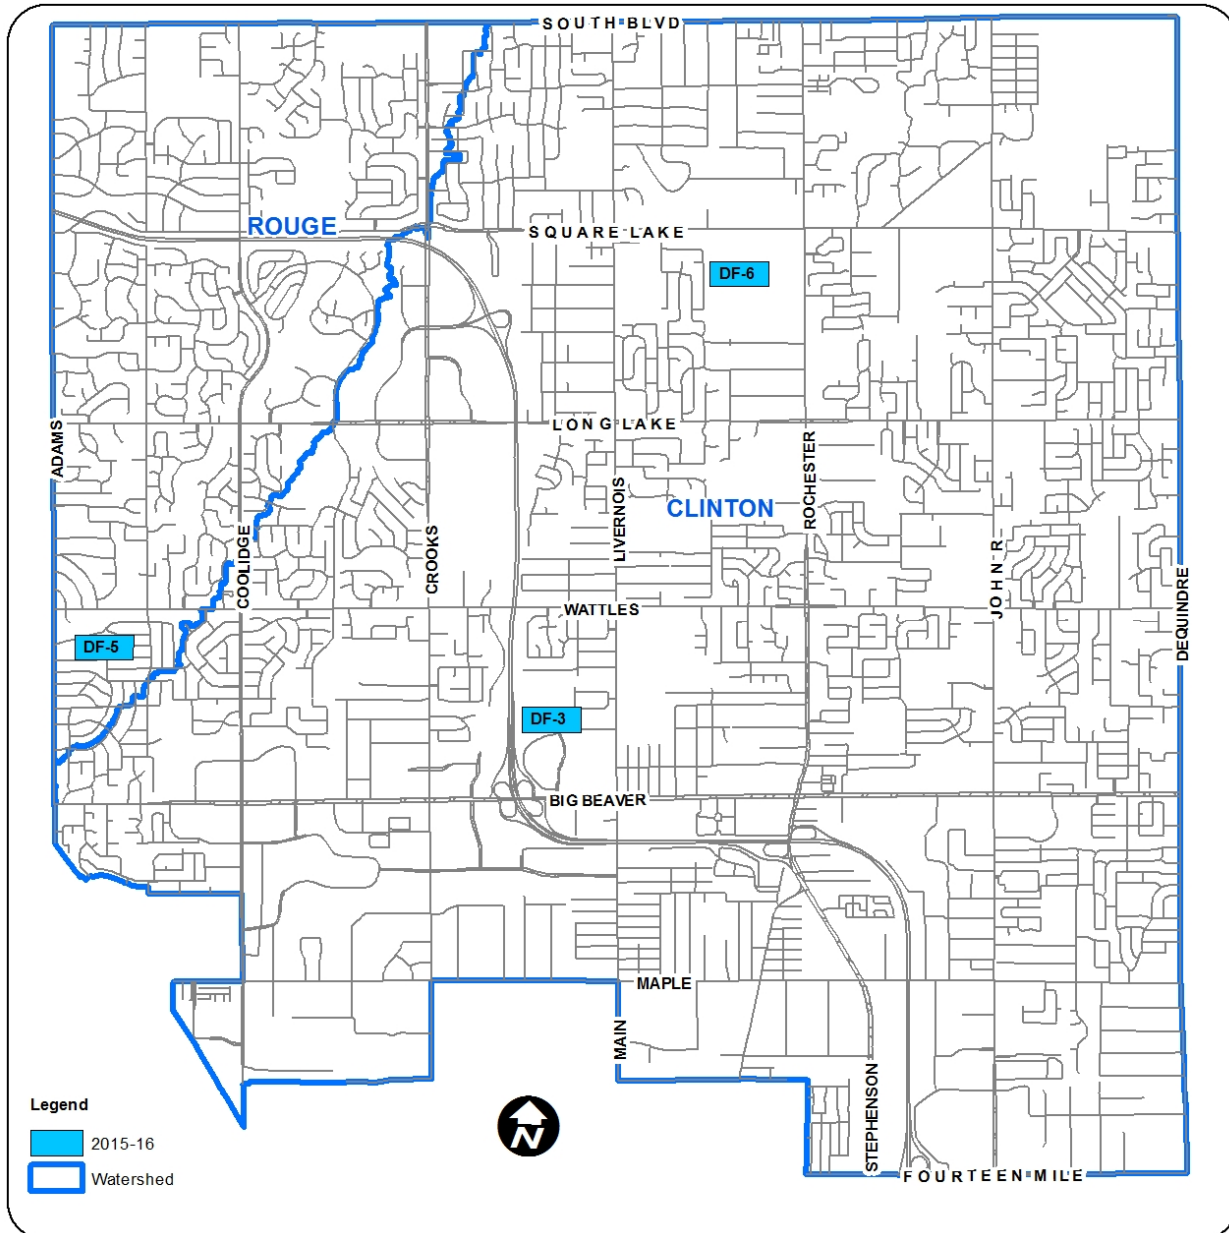 SOUTH BLVD
ROUGE
SQUARE LAKE
DF-6
LONG LAKE
ADAMS
ROCHESTER
CLINTON
LIVERNOIS
COOLIDGE
CROOKS
JOHN R
DEQUINDRE
WATTLES
DF-5
DF-3
BIG BEAVER
MAPLE
MAIN
STEPHENSON
FOURTEEN MILE
Legend
2015-16
Watershed
N